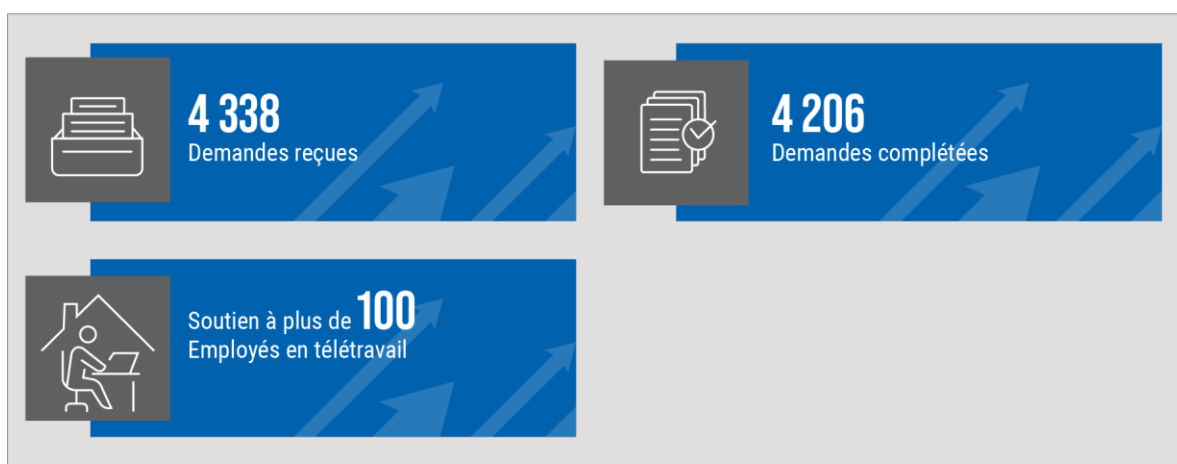 4 338
Demandes reçues
4 206
Demandes complétées
Soutien à plus de 100
Employés en télétravail